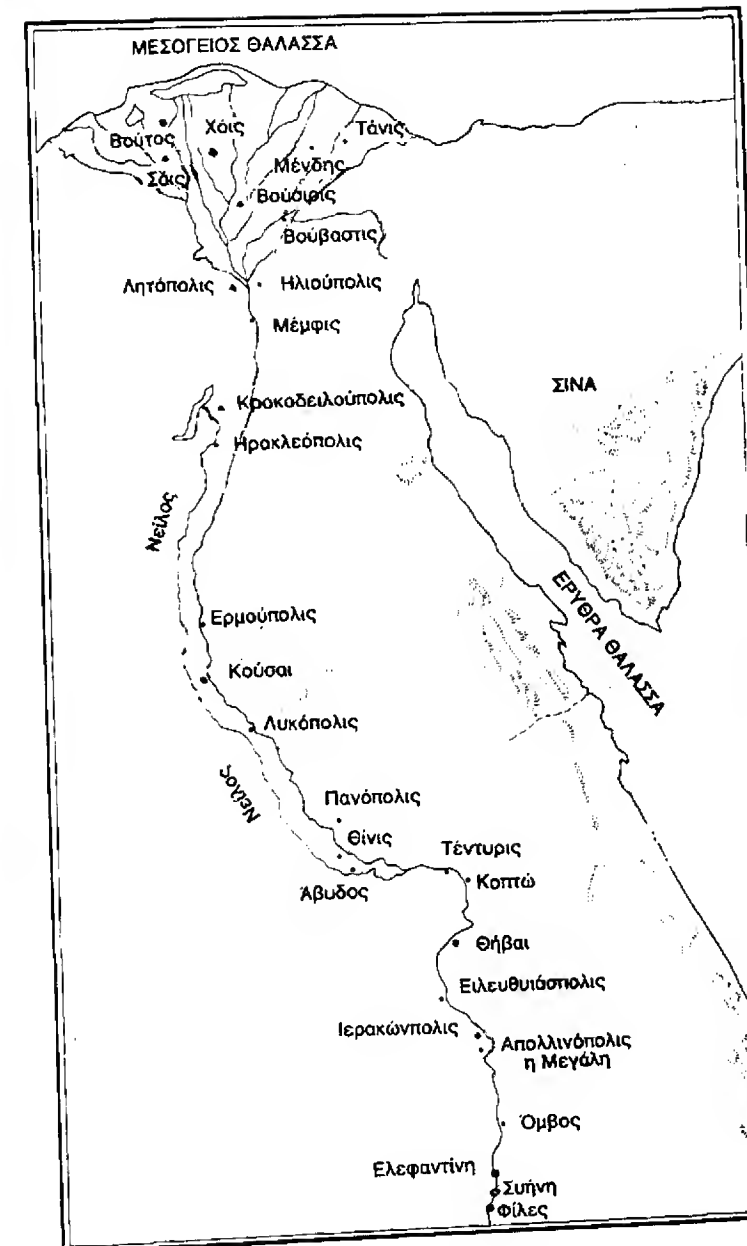 ΜΕΣΟΓΕΙΟΣ ΘΑΛΑΣΣΑ
Βούτος
Χόις
Τάνις
Μένδης
Σάις
Βούσιρις
Βούβαστις
Λητόπολις
Ηλιούπολις
Μέμφις
ΣΙΝΑ
Κροκοδειλούπολις
Ηρακλεόπολις
Νείλος
ΕΡΥΘΡΑ ΘΑΛΑΣΣΑ
Ερμούπολις
Κούσαι
Λυκόπολις
Νείλος
Πανόπολις
Θίνις
Άβυδος
Τέντυρις
Κοπτώ
Θήβαι
Ειλευθυιάσπολις
Ιερακώνπολις
Απολλινόπολις
η Μεγάλη
Όμβος
Ελεφαντίνη
Συήνη
Φίλες